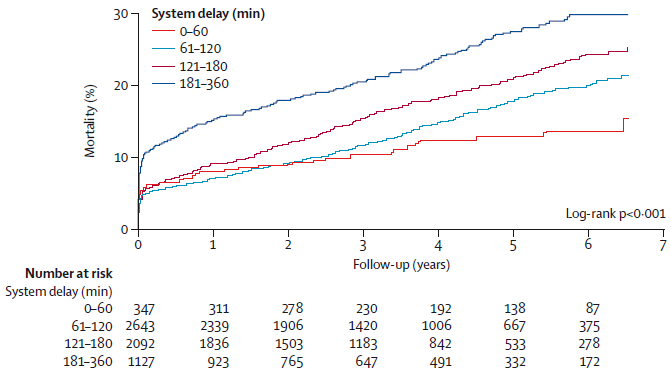 System delay (min)
0–60
61–120
121–180
181–360
Mortality (%)
30
20
10
0
0 1 2 3 4 5 6 7
Follow-up (years)
Log-rank p<0·001
Number at risk
System delay (min)
0–60 347 311 278 230 192 138 87
61–120 2643 2339 1906 1420 1006 667 375
121–180 2092 1836 1503 1183 842 533 278
181–360 1127 923 765 647 491 332 172